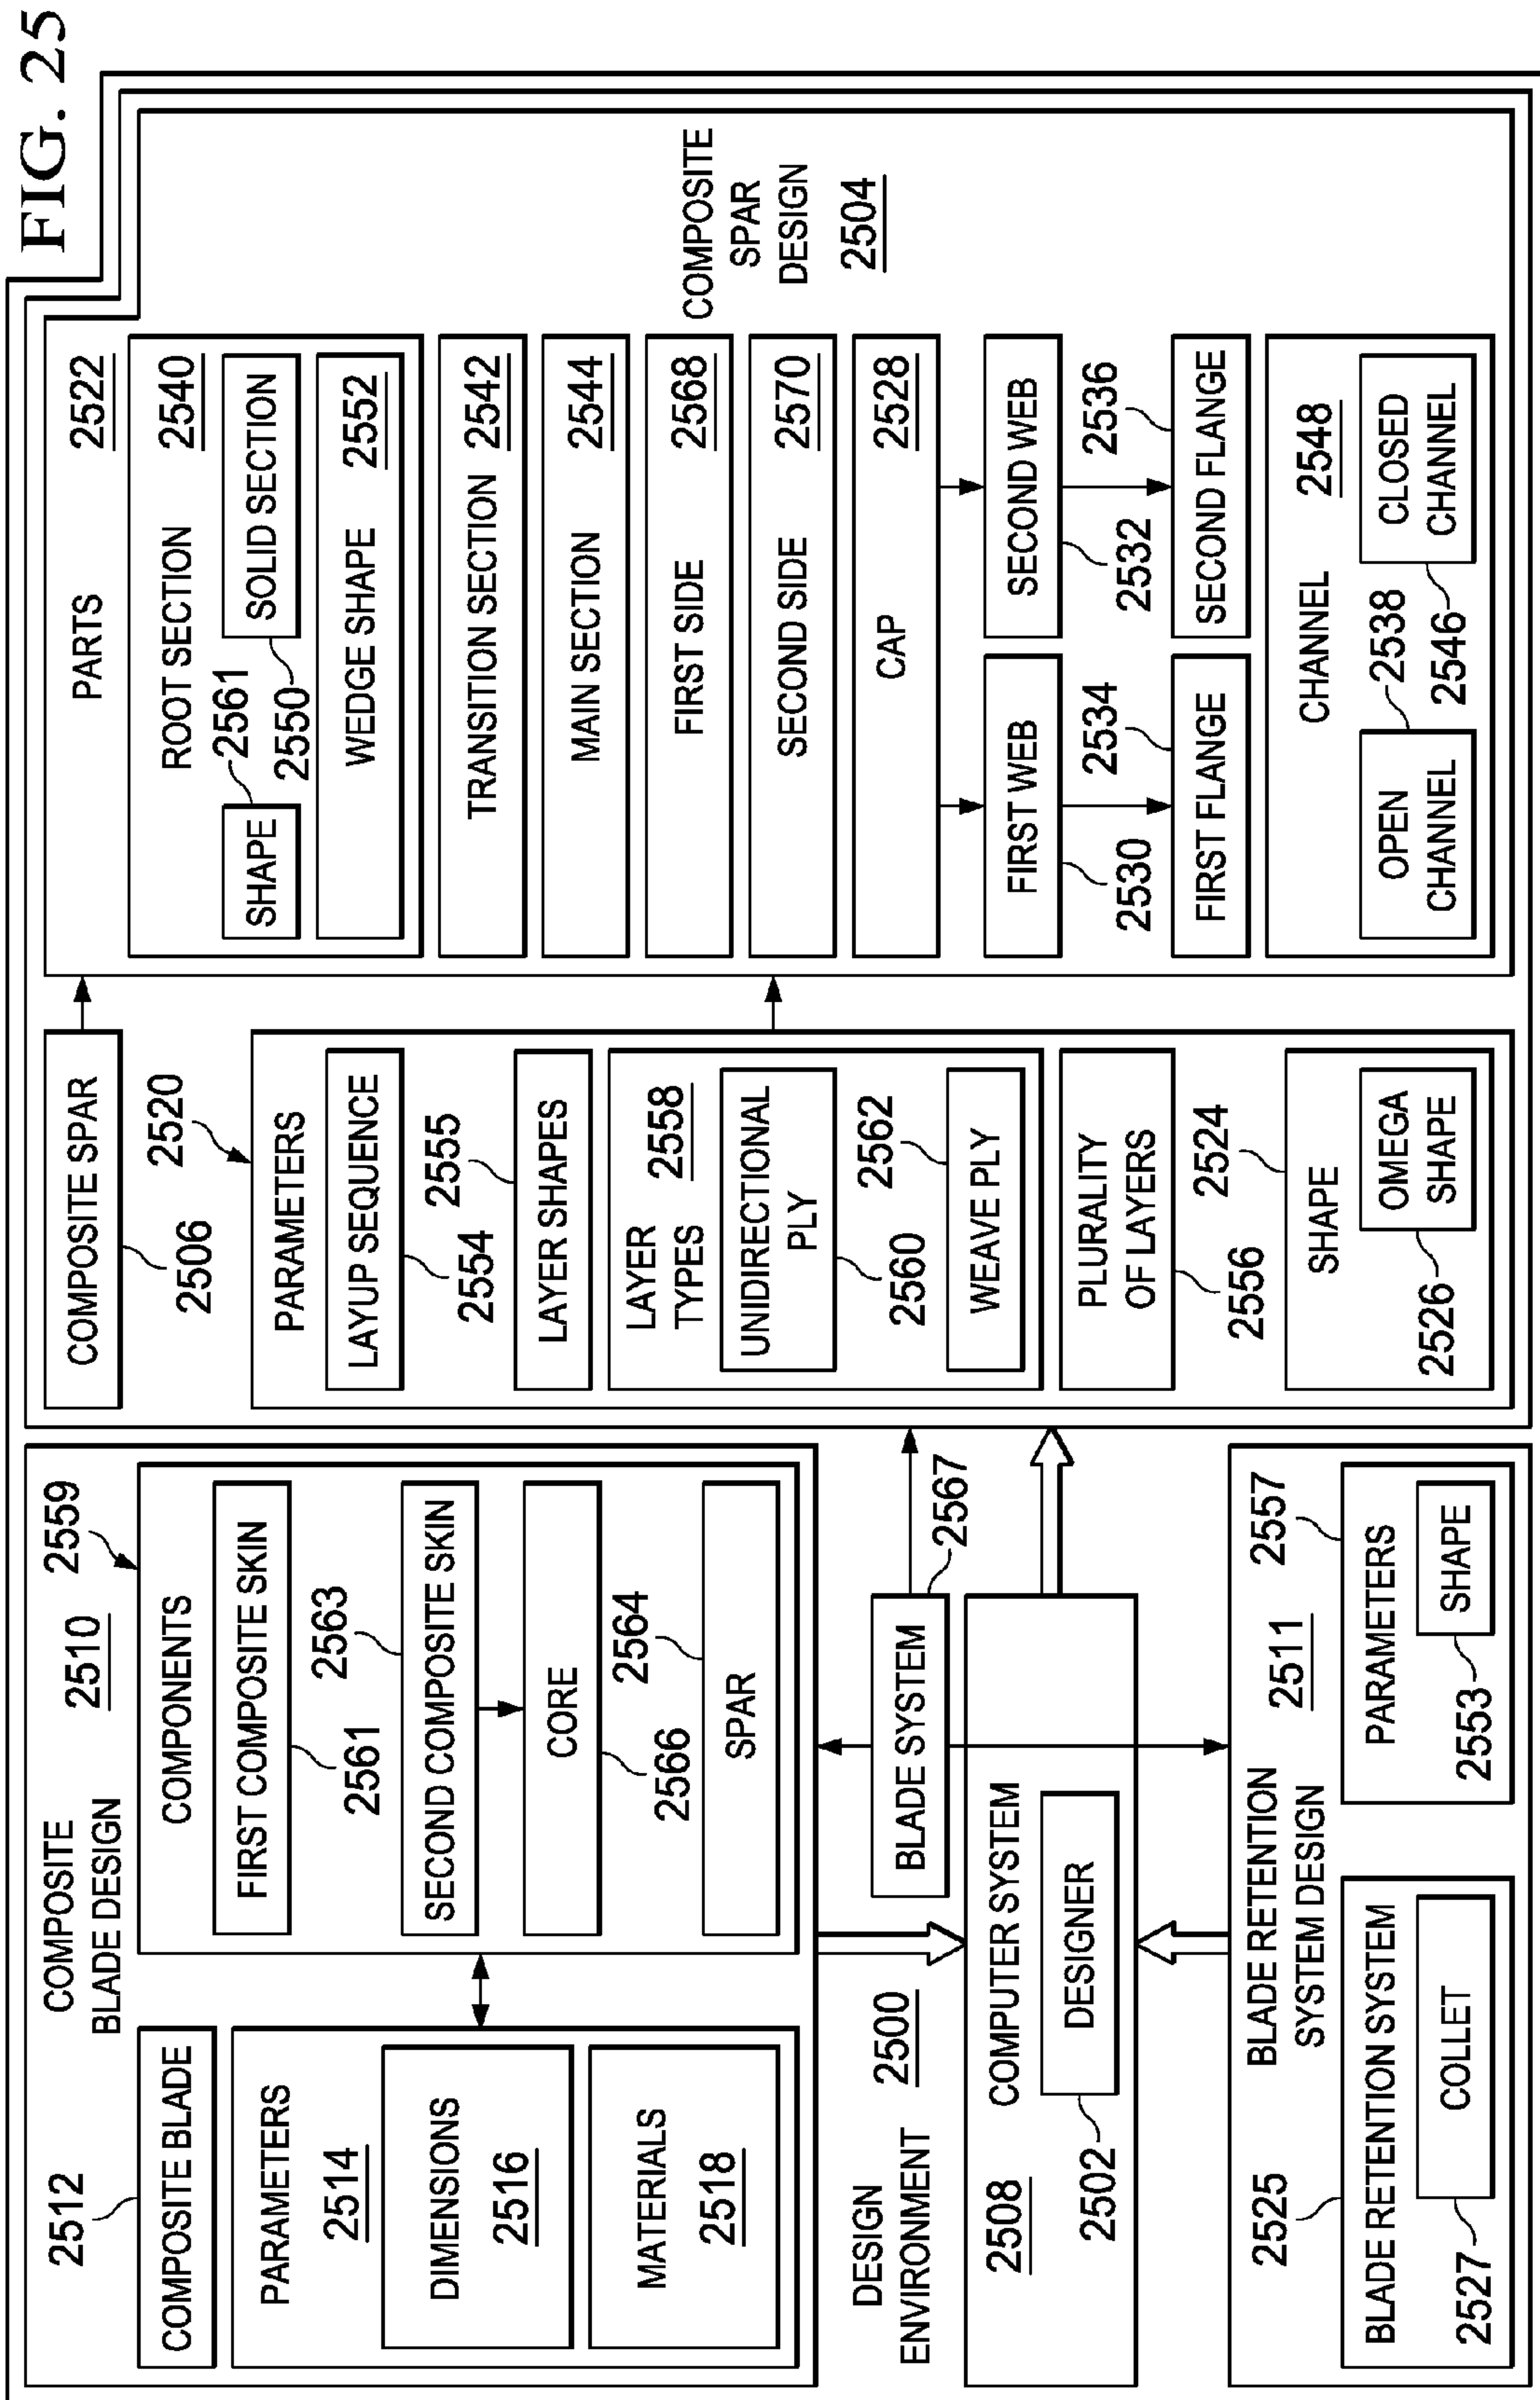 FIG. 25
2512
COMPOSITE
BLADE DESIGN
2510
2559
COMPOSITE BLADE
PARAMETERS
2514
DIMENSIONS
2516
MATERIALS
2518
COMPONENTS
FIRST COMPOSITE SKIN
2561
2563
SECOND COMPOSITE SKIN
CORE
2566
2564
SPAR
DESIGN
ENVIRONMENT
2500
BLADE SYSTEM
2567
2508
COMPUTER SYSTEM
DESIGNER
2502
2525
BLADE RETENTION
SYSTEM DESIGN
2511
2557
BLADE RETENTION SYSTEM
COLLET
2527
PARAMETERS
SHAPE
2553
COMPOSITE SPAR
2506
2520
PARAMETERS
LAYUP SEQUENCE
2554
2555
LAYER SHAPES
LAYER
TYPES
2558
UNIDIRECTIONAL
PLY
2560
2562
WEAVE PLY
PLURALITY
OF LAYERS
2556
2524
SHAPE
OMEGA
SHAPE
2526
PARTS
2522
ROOT SECTION
2540
SHAPE
2561
2550
SOLID SECTION
WEDGE SHAPE
2552
TRANSITION SECTION
2542
MAIN SECTION
2544
FIRST SIDE
2568
SECOND SIDE
2570
CAP
2528
FIRST WEB
2530
2534
FIRST FLANGE
SECOND WEB
2532
2536
SECOND FLANGE
CHANNEL
2548
OPEN
CHANNEL
2538
2546
CLOSED
CHANNEL
COMPOSITE
SPAR
DESIGN
2504